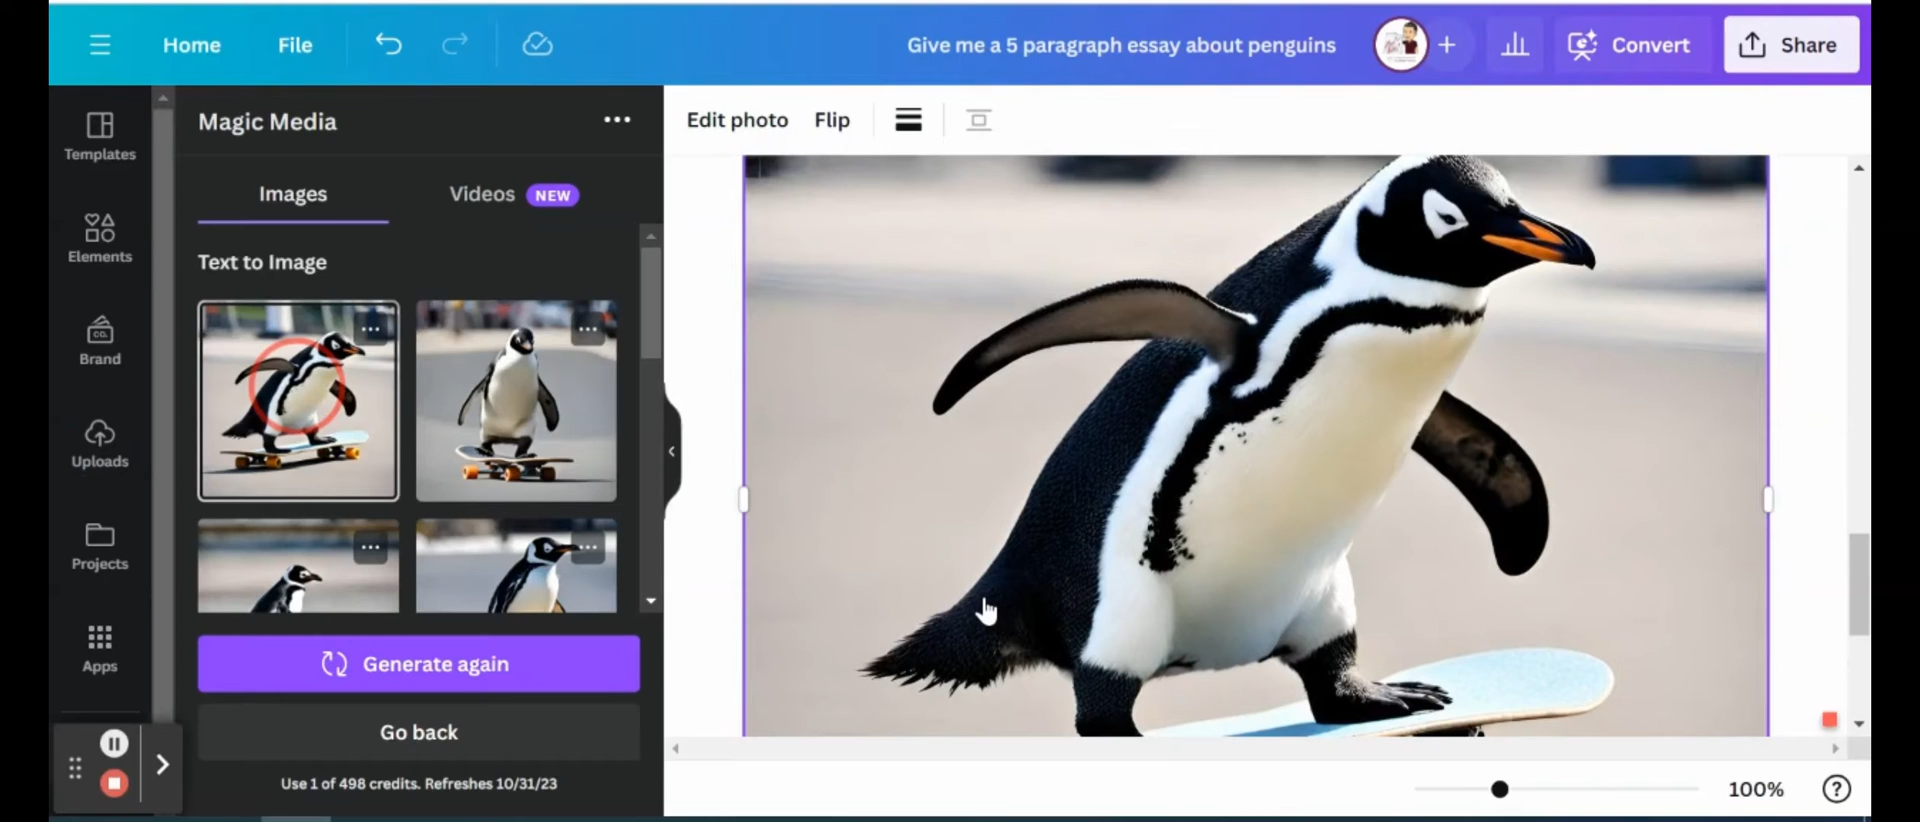 Home File Give me a 5 paragraph essay about penguins + Convert Share
Templates
Elements
CO.
Brand
Uploads
Projects
Apps
Magic Media ...
Images Videos NEW
Text to Image
Generate again
Go back
Use 1 of 498 credits. Refreshes 10/31/23
Edit photo Flip
100% ?